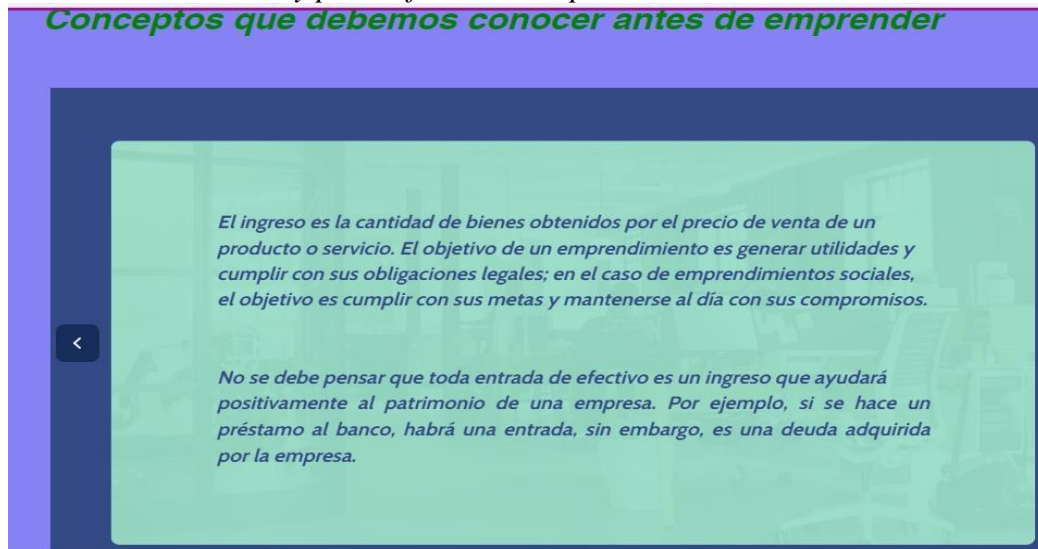 Conceptos que debemos conocer antes de emprender
El ingreso es la cantidad de bienes obtenidos por el precio de venta de un
producto o servicio. El objetivo de un emprendimiento es generar utilidades y
cumplir con sus obligaciones legales; en el caso de emprendimientos sociales,
el objetivo es cumplir con sus metas y mantenerse al día con sus compromisos.
No se debe pensar que toda entrada de efectivo es un ingreso que ayudará
positivamente al patrimonio de una empresa. Por ejemplo, si se hace un
préstamo al banco, habrá una entrada, sin embargo, es una deuda adquirida
por la empresa.